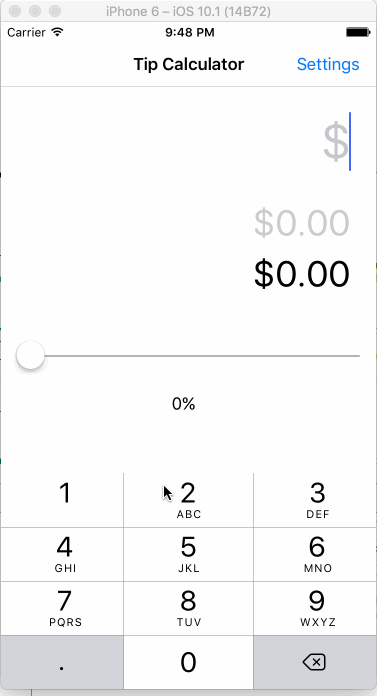 iPhone 6 – iOS 10.1 (14B72)
Carrier 9:48 PM
Tip Calculator Settings
$
$0.00
$0.00
0%
1 2 3
ABC DEF
4 5 6
GHI JKL MNO
7 8 9
PQRS TUV WXYZ
. 0